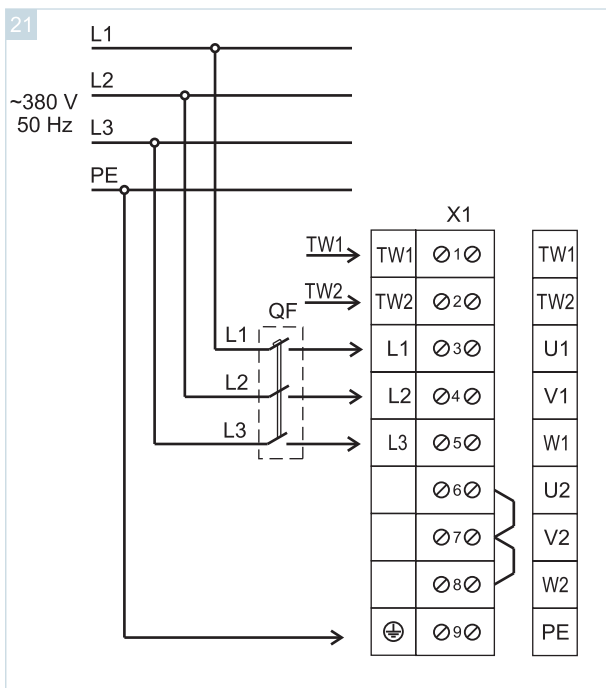 21
L1
L2
~380 V
50 Hz
L3
PE
X1
TW1 TW1 1 TW1
TW2 TW2 2 TW2
QF
L1 L1 3 U1
L2 L2 4 V1
L3 L3 5 W1
6 U2
7 V2
8 W2
9 PE